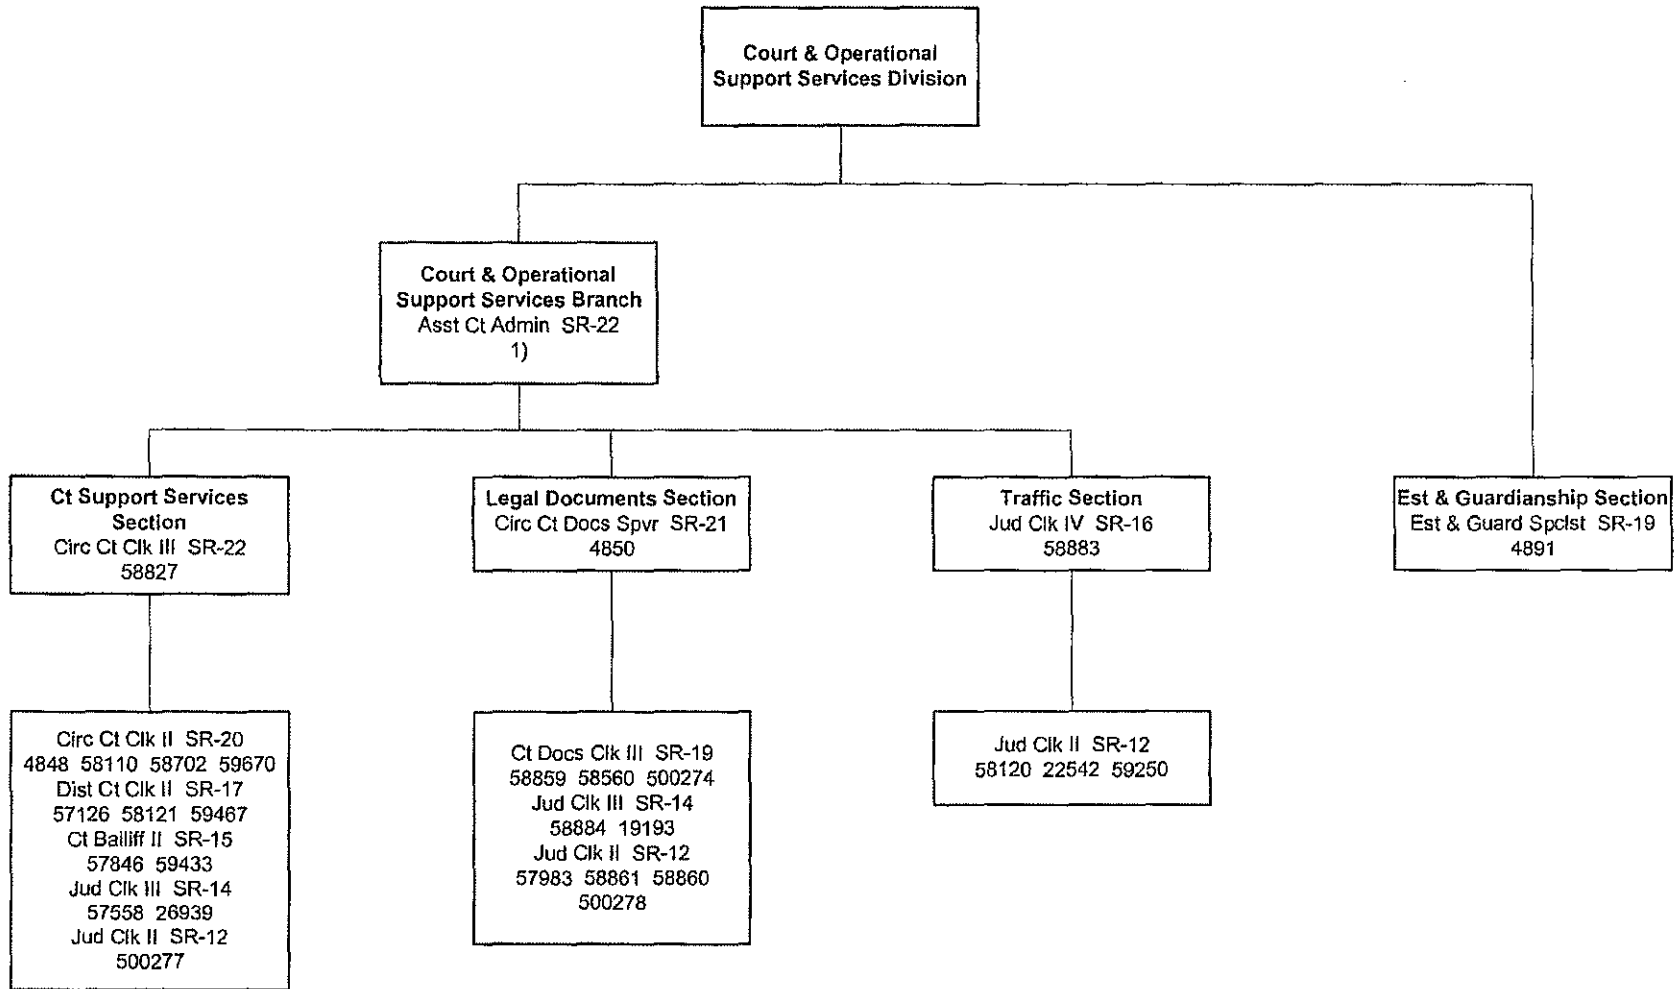 Court & Operational
Support Services Division
Court & Operational
Support Services Branch
Asst Ct Admin SR-22
1)
Ct Support Services
Section
Circ Ct Clk III SR-22
58827
Legal Documents Section
Circ Ct Docs Spvr SR-21
4850
Traffic Section
Jud Clk IV SR-16
58883
Est & Guardianship Section
Est & Guard Spclst SR-19
4891
Circ Ct Clk II SR-20
4848 58110 58702 59670
Dist Ct Clk II SR-17
57126 58121 59467
Ct Bailiff II SR-15
57846 59433
Jud Clk III SR-14
57558 26939
Jud Clk II SR-12
500277
Ct Docs Clk III SR-19
58859 58560 500274
Jud Clk III SR-14
58884 19193
Jud Clk II SR-12
57983 58861 58860
500278
Jud Clk II SR-12
58120 22542 59250